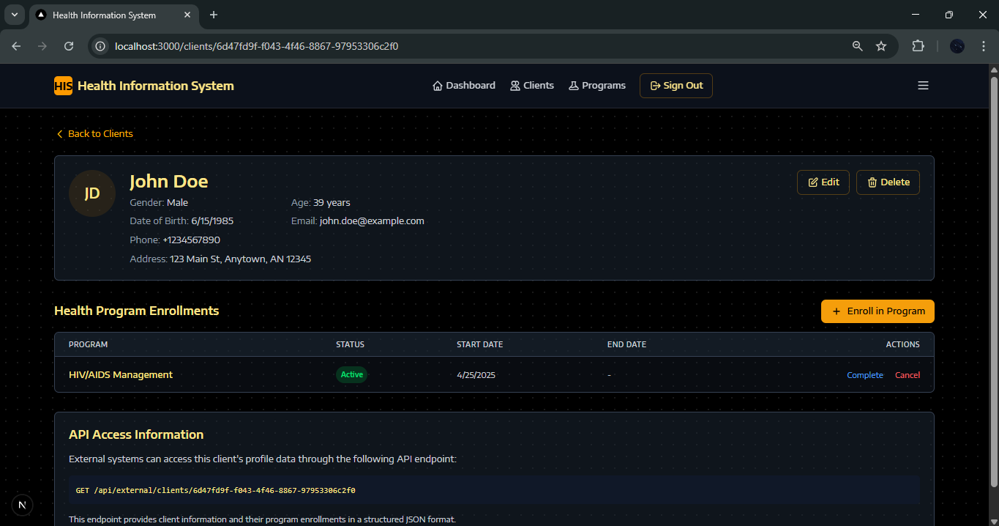 Health Information System
localhost:3000/clients/6d47fd9f-f043-4f46-8867-97953306c2f0
HIS Health Information System Dashboard Clients Programs Sign Out
Back to Clients
JD
John Doe
Edit Delete
Gender: Male Age: 39 years
Date of Birth: 6/15/1985 Email: john.doe@example.com
Phone: +1234567890
Address: 123 Main St, Anytown, AN 12345
Health Program Enrollments
+ Enroll in Program
PROGRAM STATUS START DATE END DATE ACTIONS
HIV/AIDS Management Active 4/25/2025 - Complete Cancel
API Access Information
External systems can access this client's profile data through the following API endpoint:
GET /api/external/clients/6d47fd9f-f043-4f46-8867-97953306c2f0
N
This endpoint provides client information and their program enrollments in a structured JSON format.